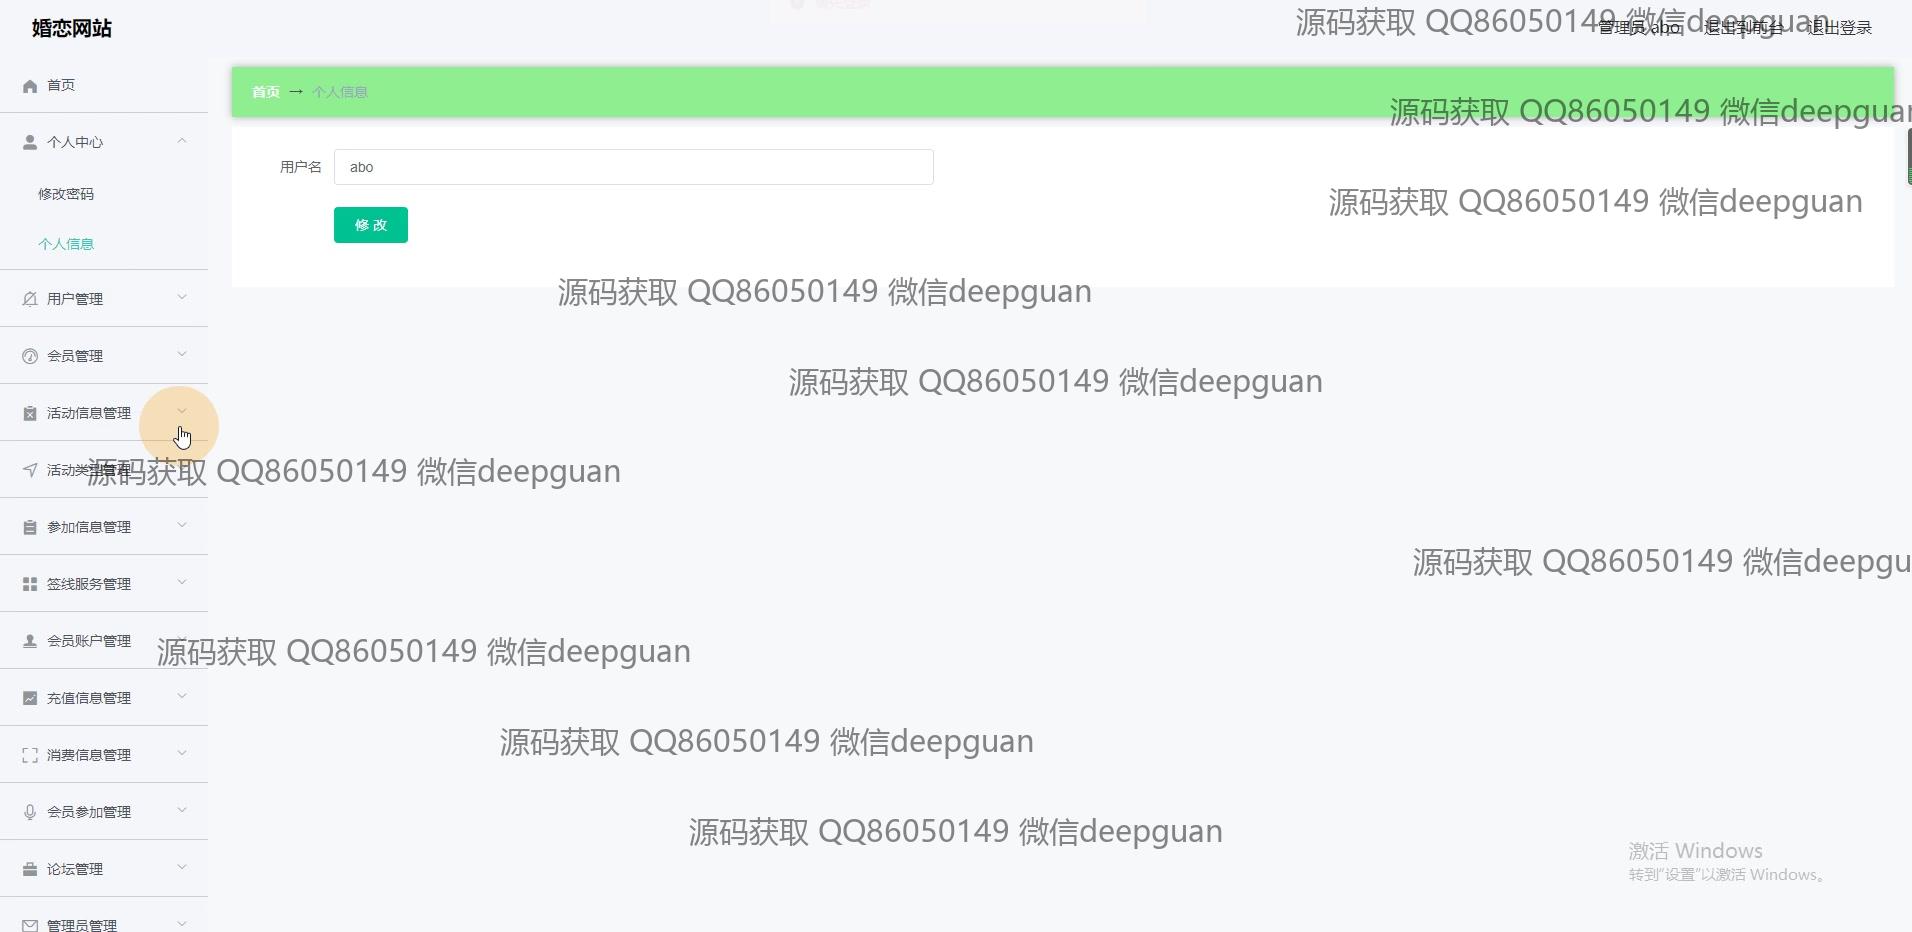 婚恋网站
源码获取 QQ86050149 微信deepguan
管理员 abo 退出到前台 退出登录
首页
首页 → 个人信息
源码获取 QQ86050149 微信deepguan
个人中心
用户名 abo
修改密码
源码获取 QQ86050149 微信deepguan
修 改
个人信息
用户管理
源码获取 QQ86050149 微信deepguan
会员管理
源码获取 QQ86050149 微信deepguan
活动信息管理
活动类型管理
源码获取 QQ86050149 微信deepguan
参加信息管理
源码获取 QQ86050149 微信deepgu
签线服务管理
会员账户管理
源码获取 QQ86050149 微信deepguan
充值信息管理
源码获取 QQ86050149 微信deepguan
消费信息管理
会员参加管理
源码获取 QQ86050149 微信deepguan
激活 Windows
论坛管理
转到“设置”以激活 Windows。
管理员管理